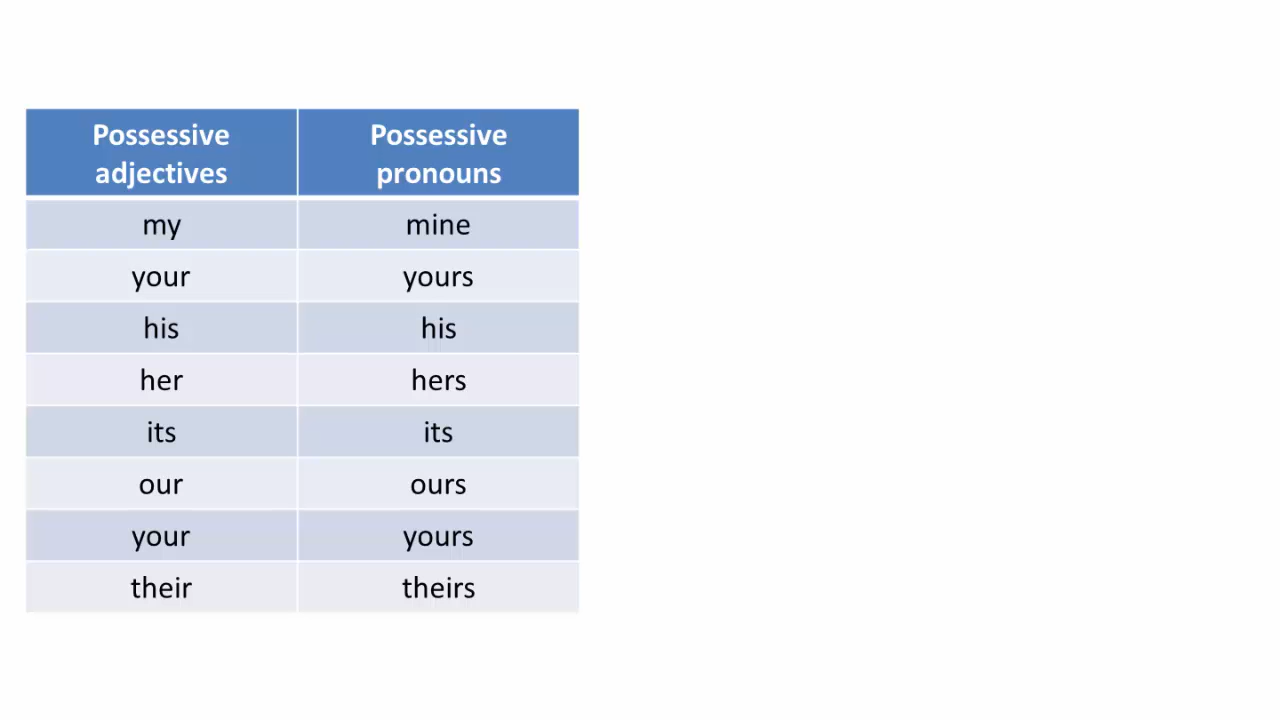 Possessive adjectives Possessive pronouns
my mine
your yours
his his
her hers
its its
our ours
your yours
their theirs